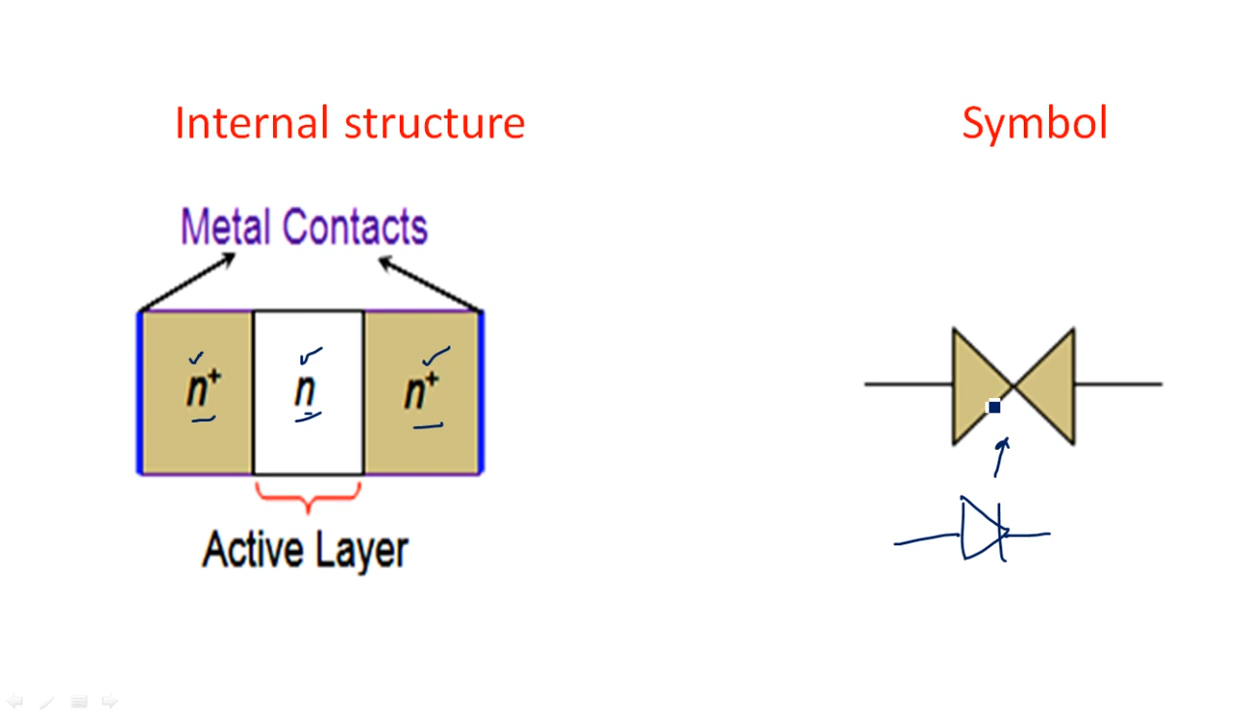 Internal structure
Symbol
Metal Contacts
n⁺ n n⁺
Active Layer